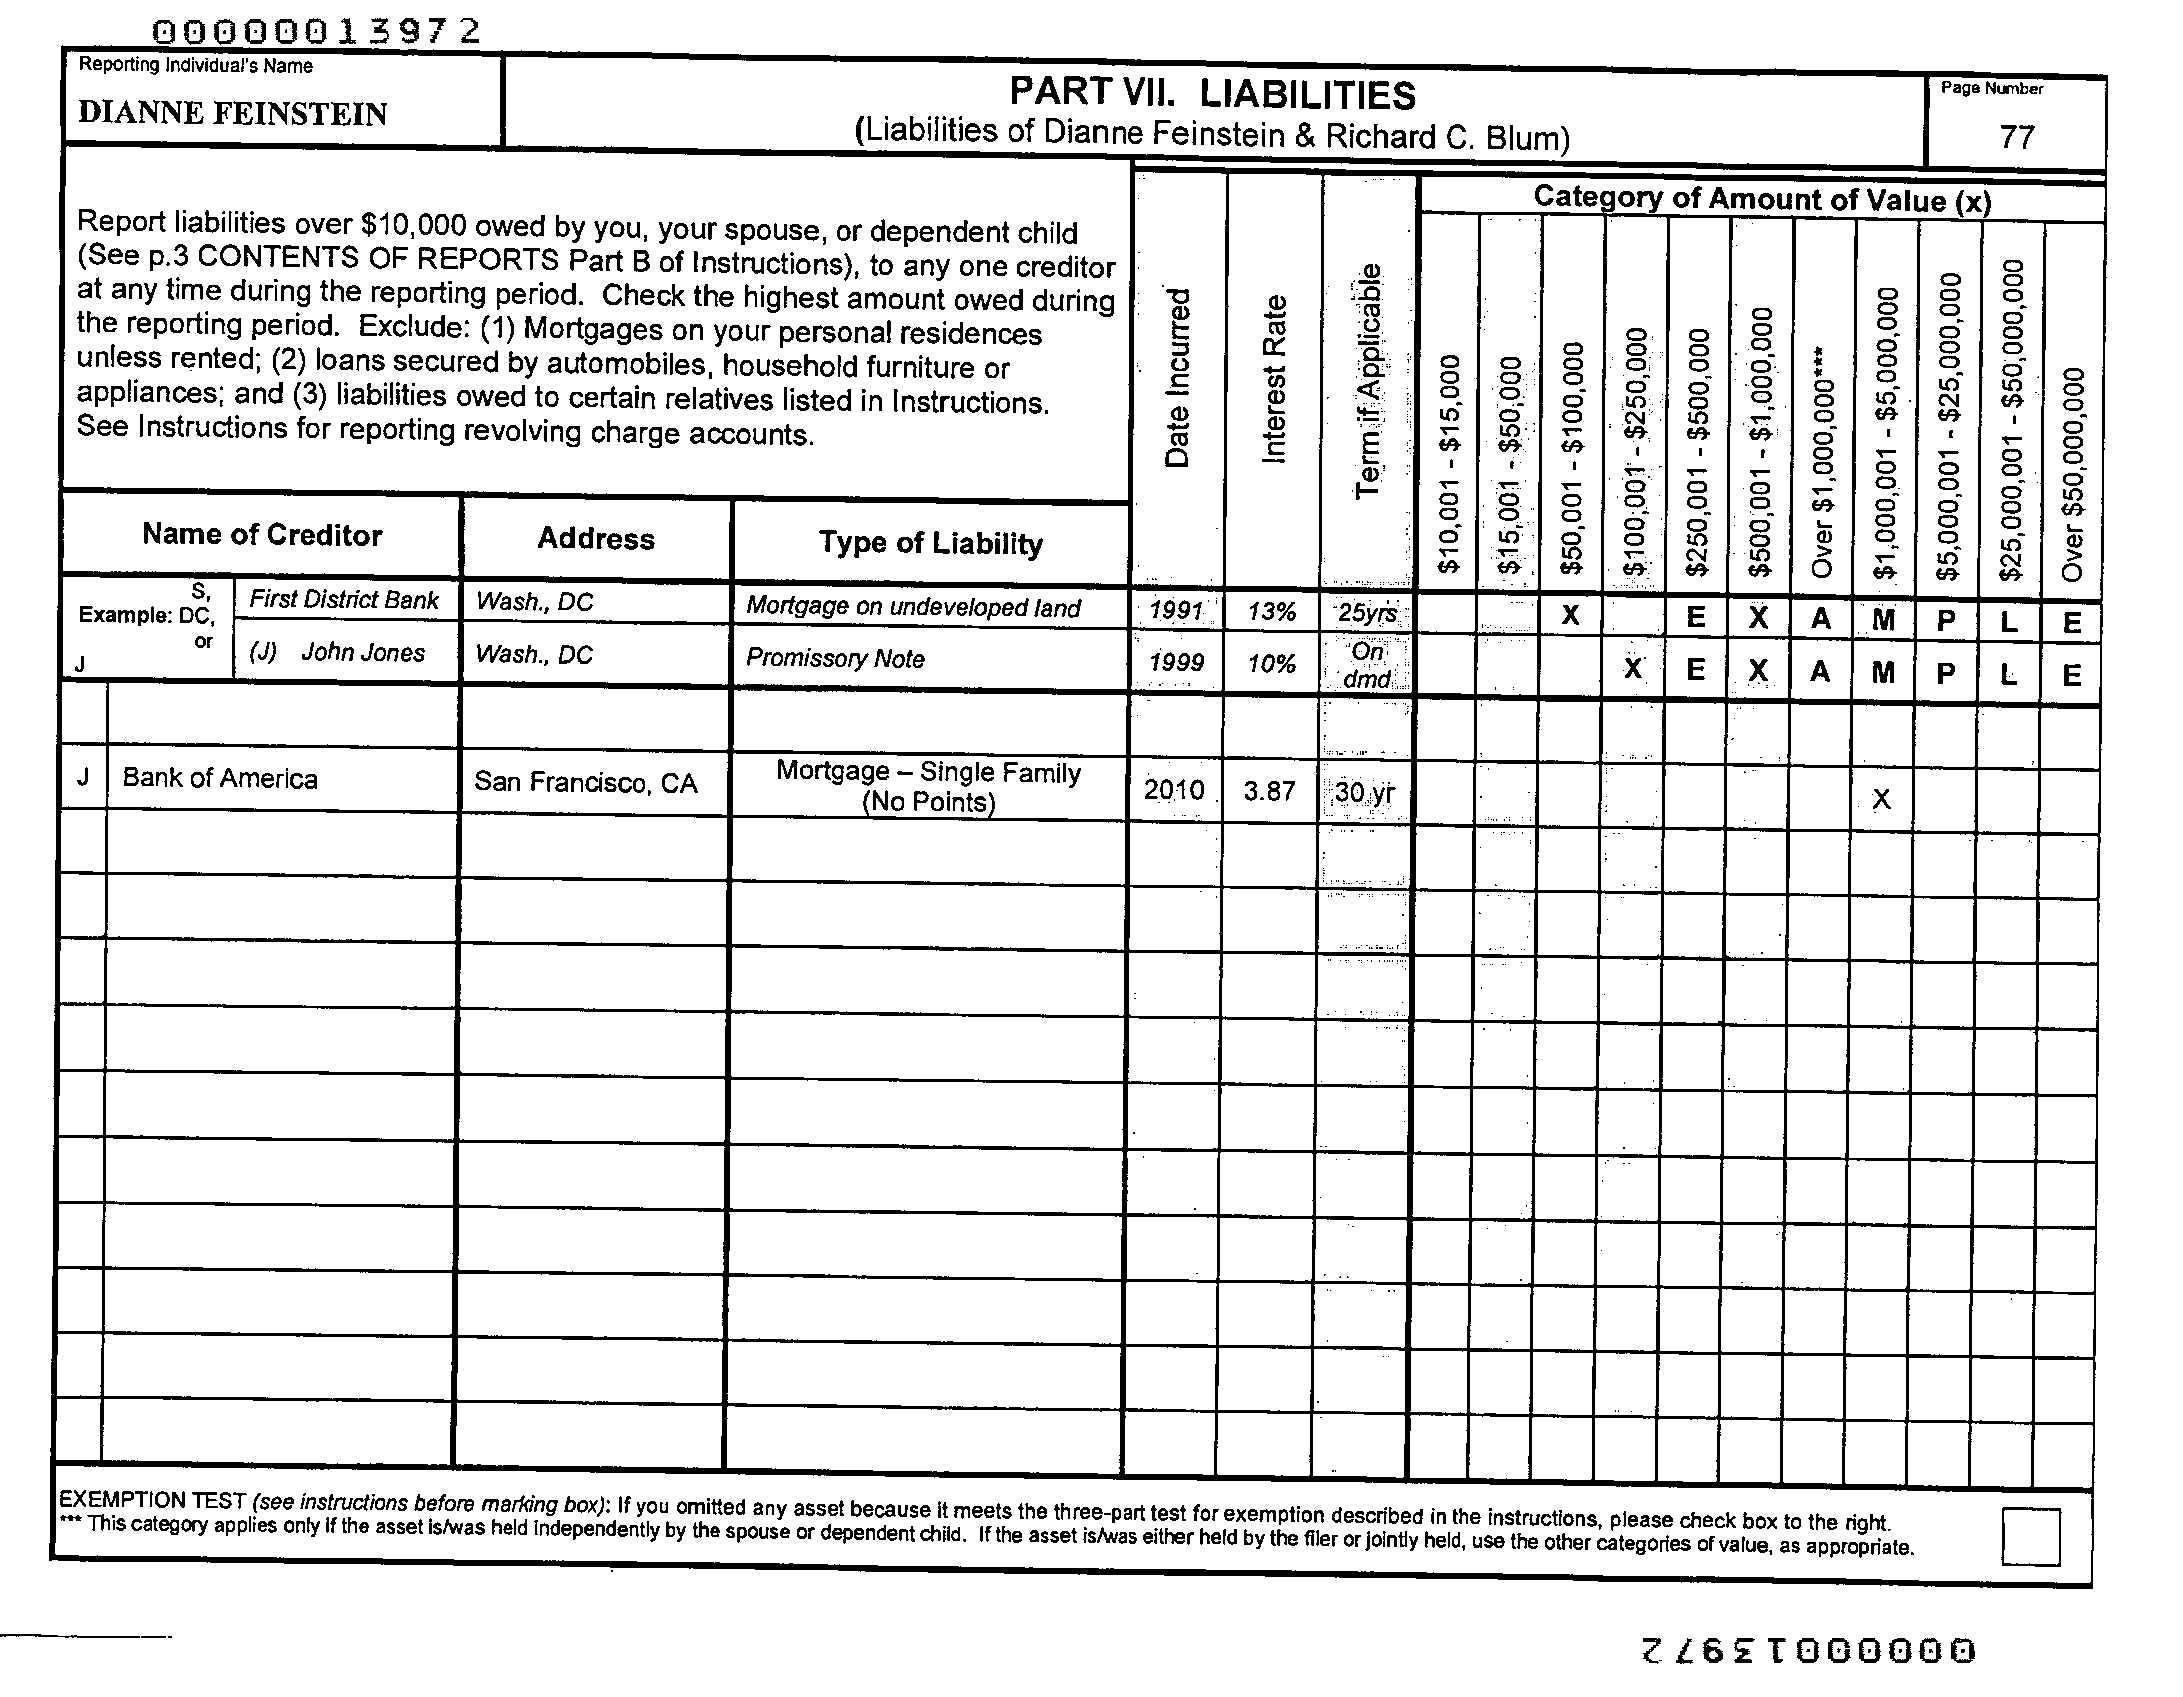 00000013972
Reporting Individual's Name
DIANNE FEINSTEIN
PART VII. LIABILITIES
(Liabilities of Dianne Feinstein & Richard C. Blum)
Page Number
77
Report liabilities over $10,000 owed by you, your spouse, or dependent child
(See p.3 CONTENTS OF REPORTS Part B of Instructions), to any one creditor
at any time during the reporting period. Check the highest amount owed during
the reporting period. Exclude: (1) Mortgages on your personal residences
unless rented; (2) loans secured by automobiles, household furniture or
appliances; and (3) liabilities owed to certain relatives listed in Instructions.
See Instructions for reporting revolving charge accounts.
Date Incurred
Interest Rate
Term if Applicable
Category of Amount of Value (x)
$10,001 - $15,000
$15,001 - $50,000
$50,001 - $100,000
$100,001 - $250,000
$250,001 - $500,000
$500,001 - $1,000,000
Over $1,000,000***
$1,000,001 - $5,000,000
$5,000,001 - $25,000,000
$25,000,001 - $50,000,000
Over $50,000,000
Name of Creditor Address Type of Liability
Example: S, DC, or J
First District Bank Wash., DC Mortgage on undeveloped land 1991 13% 25yrs X E X A M P L E
(J) John Jones Wash., DC Promissory Note 1999 10% On dmd X E X A M P L E
J Bank of America San Francisco, CA Mortgage – Single Family (No Points) 2010 3.87 30 yr X
EXEMPTION TEST (see instructions before marking box): If you omitted any asset because it meets the three-part test for exemption described in the instructions, please check box to the right.
*** This category applies only if the asset is/was held independently by the spouse or dependent child. If the asset is/was either held by the filer or jointly held, use the other categories of value, as appropriate.
00000013972